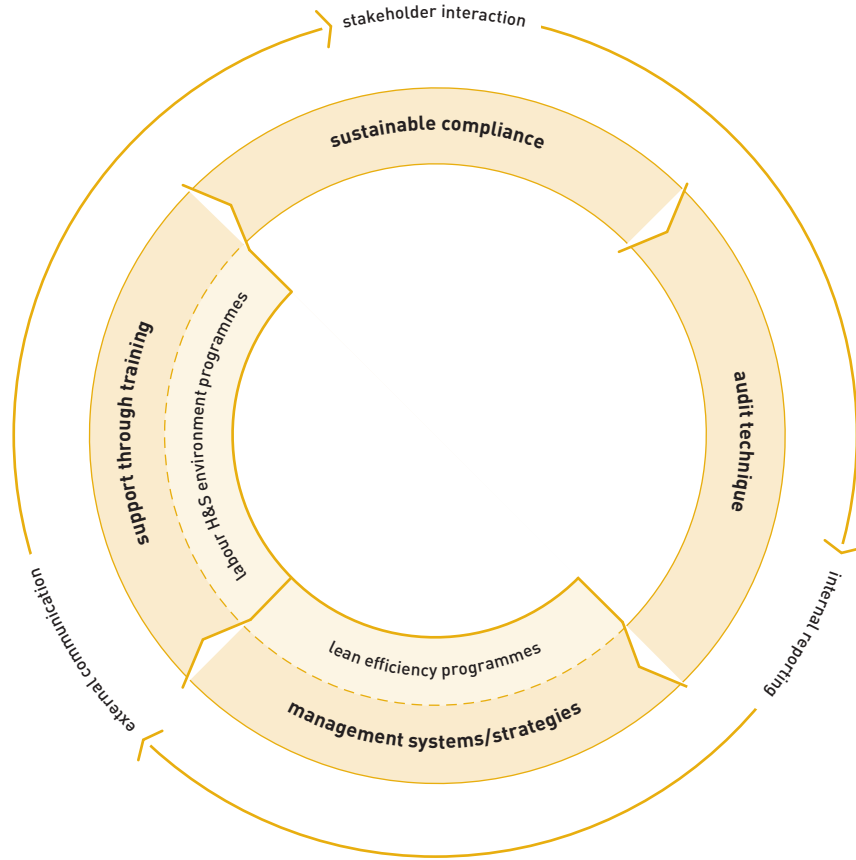 stakeholder interaction
sustainable compliance
audit technique
internal reporting
management systems/strategies
lean efficiency programmes
external communication
support through training
labour H&S environment programmes